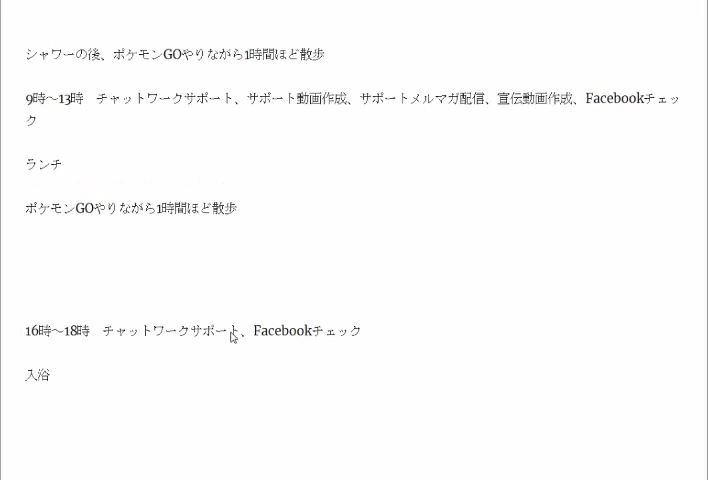 シャワーの後、ポケモンGOやりながら1時間ほど散歩
9時～13時　チャットワークサポート、サポート動画作成、サポートメルマガ配信、宣伝動画作成、Facebookチェッ
ク
ランチ
ポケモンGOやりながら1時間ほど散歩
16時～18時　チャットワークサポート、Facebookチェック
入浴